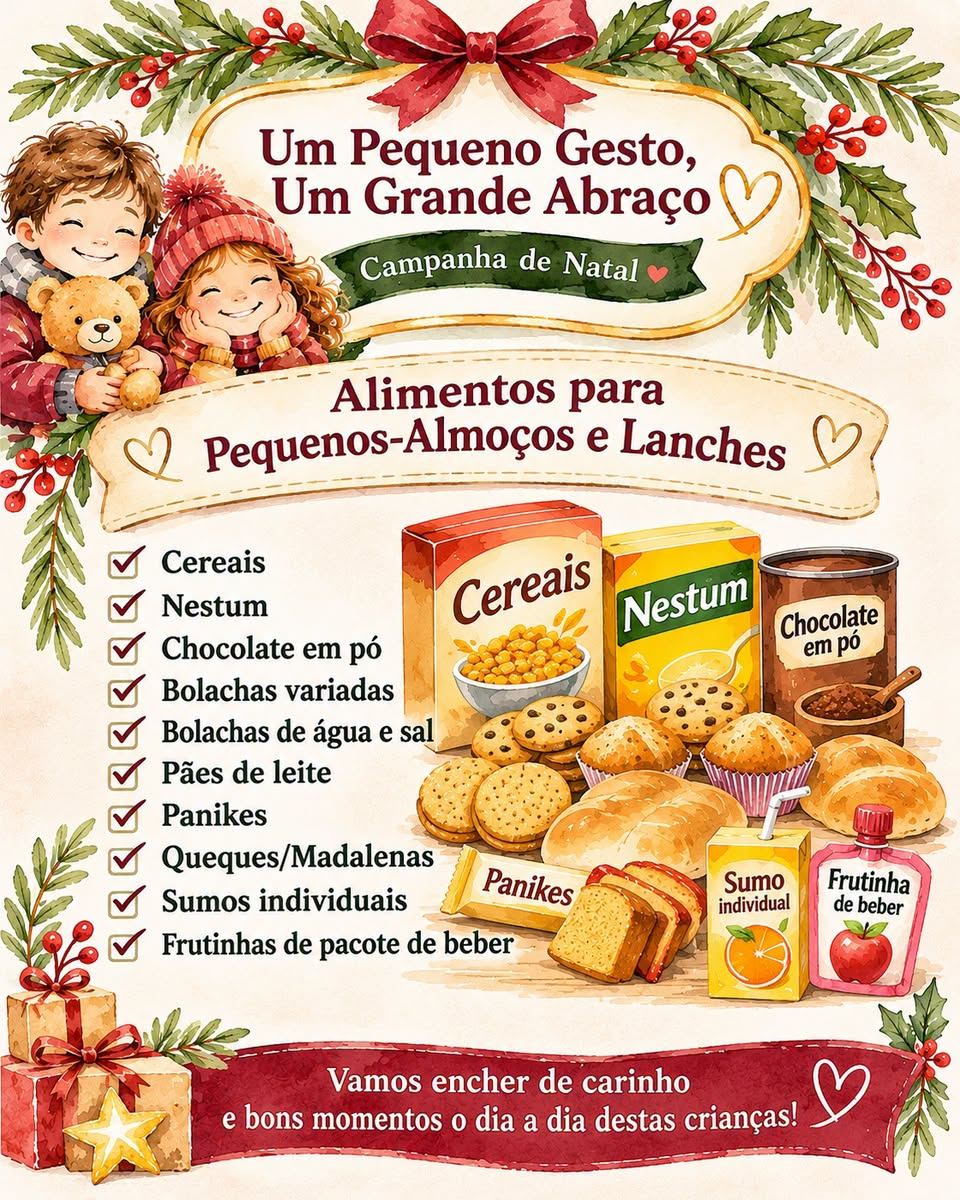 Um Pequeno Gesto,
Um Grande Abraço
Campanha de Natal
Alimentos para
Pequenos-Almoços e Lanches
Cereais
Nestum
Chocolate em pó
Bolachas variadas
Bolachas de água e sal
Pães de leite
Panikes
Queques/Madalenas
Sumos individuais
Frutinhas de pacote de beber
Cereais
Nestum
Chocolate
em pó
Panikes
Sumo
individual
Frutinha
de beber
Vamos encher de carinho
e bons momentos o dia a dia destas crianças!